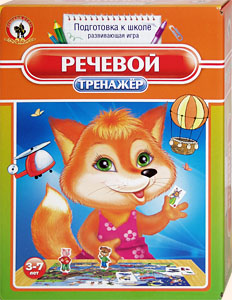 Подготовка к школе
развивающая игра
РЕЧЕВОЙ
ТРЕНАЖЁР
3-7
лет